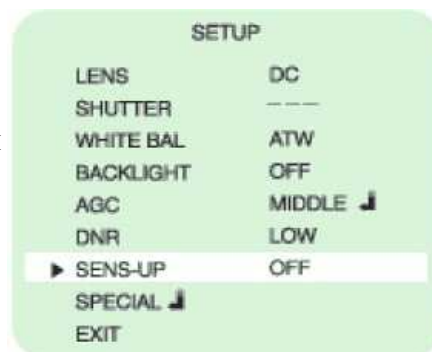 SETUP
LENS DC
SHUTTER ---
WHITE BAL ATW
BACKLIGHT OFF
AGC MIDDLE ┛
DNR LOW
► SENS-UP OFF
SPECIAL ┛
EXIT